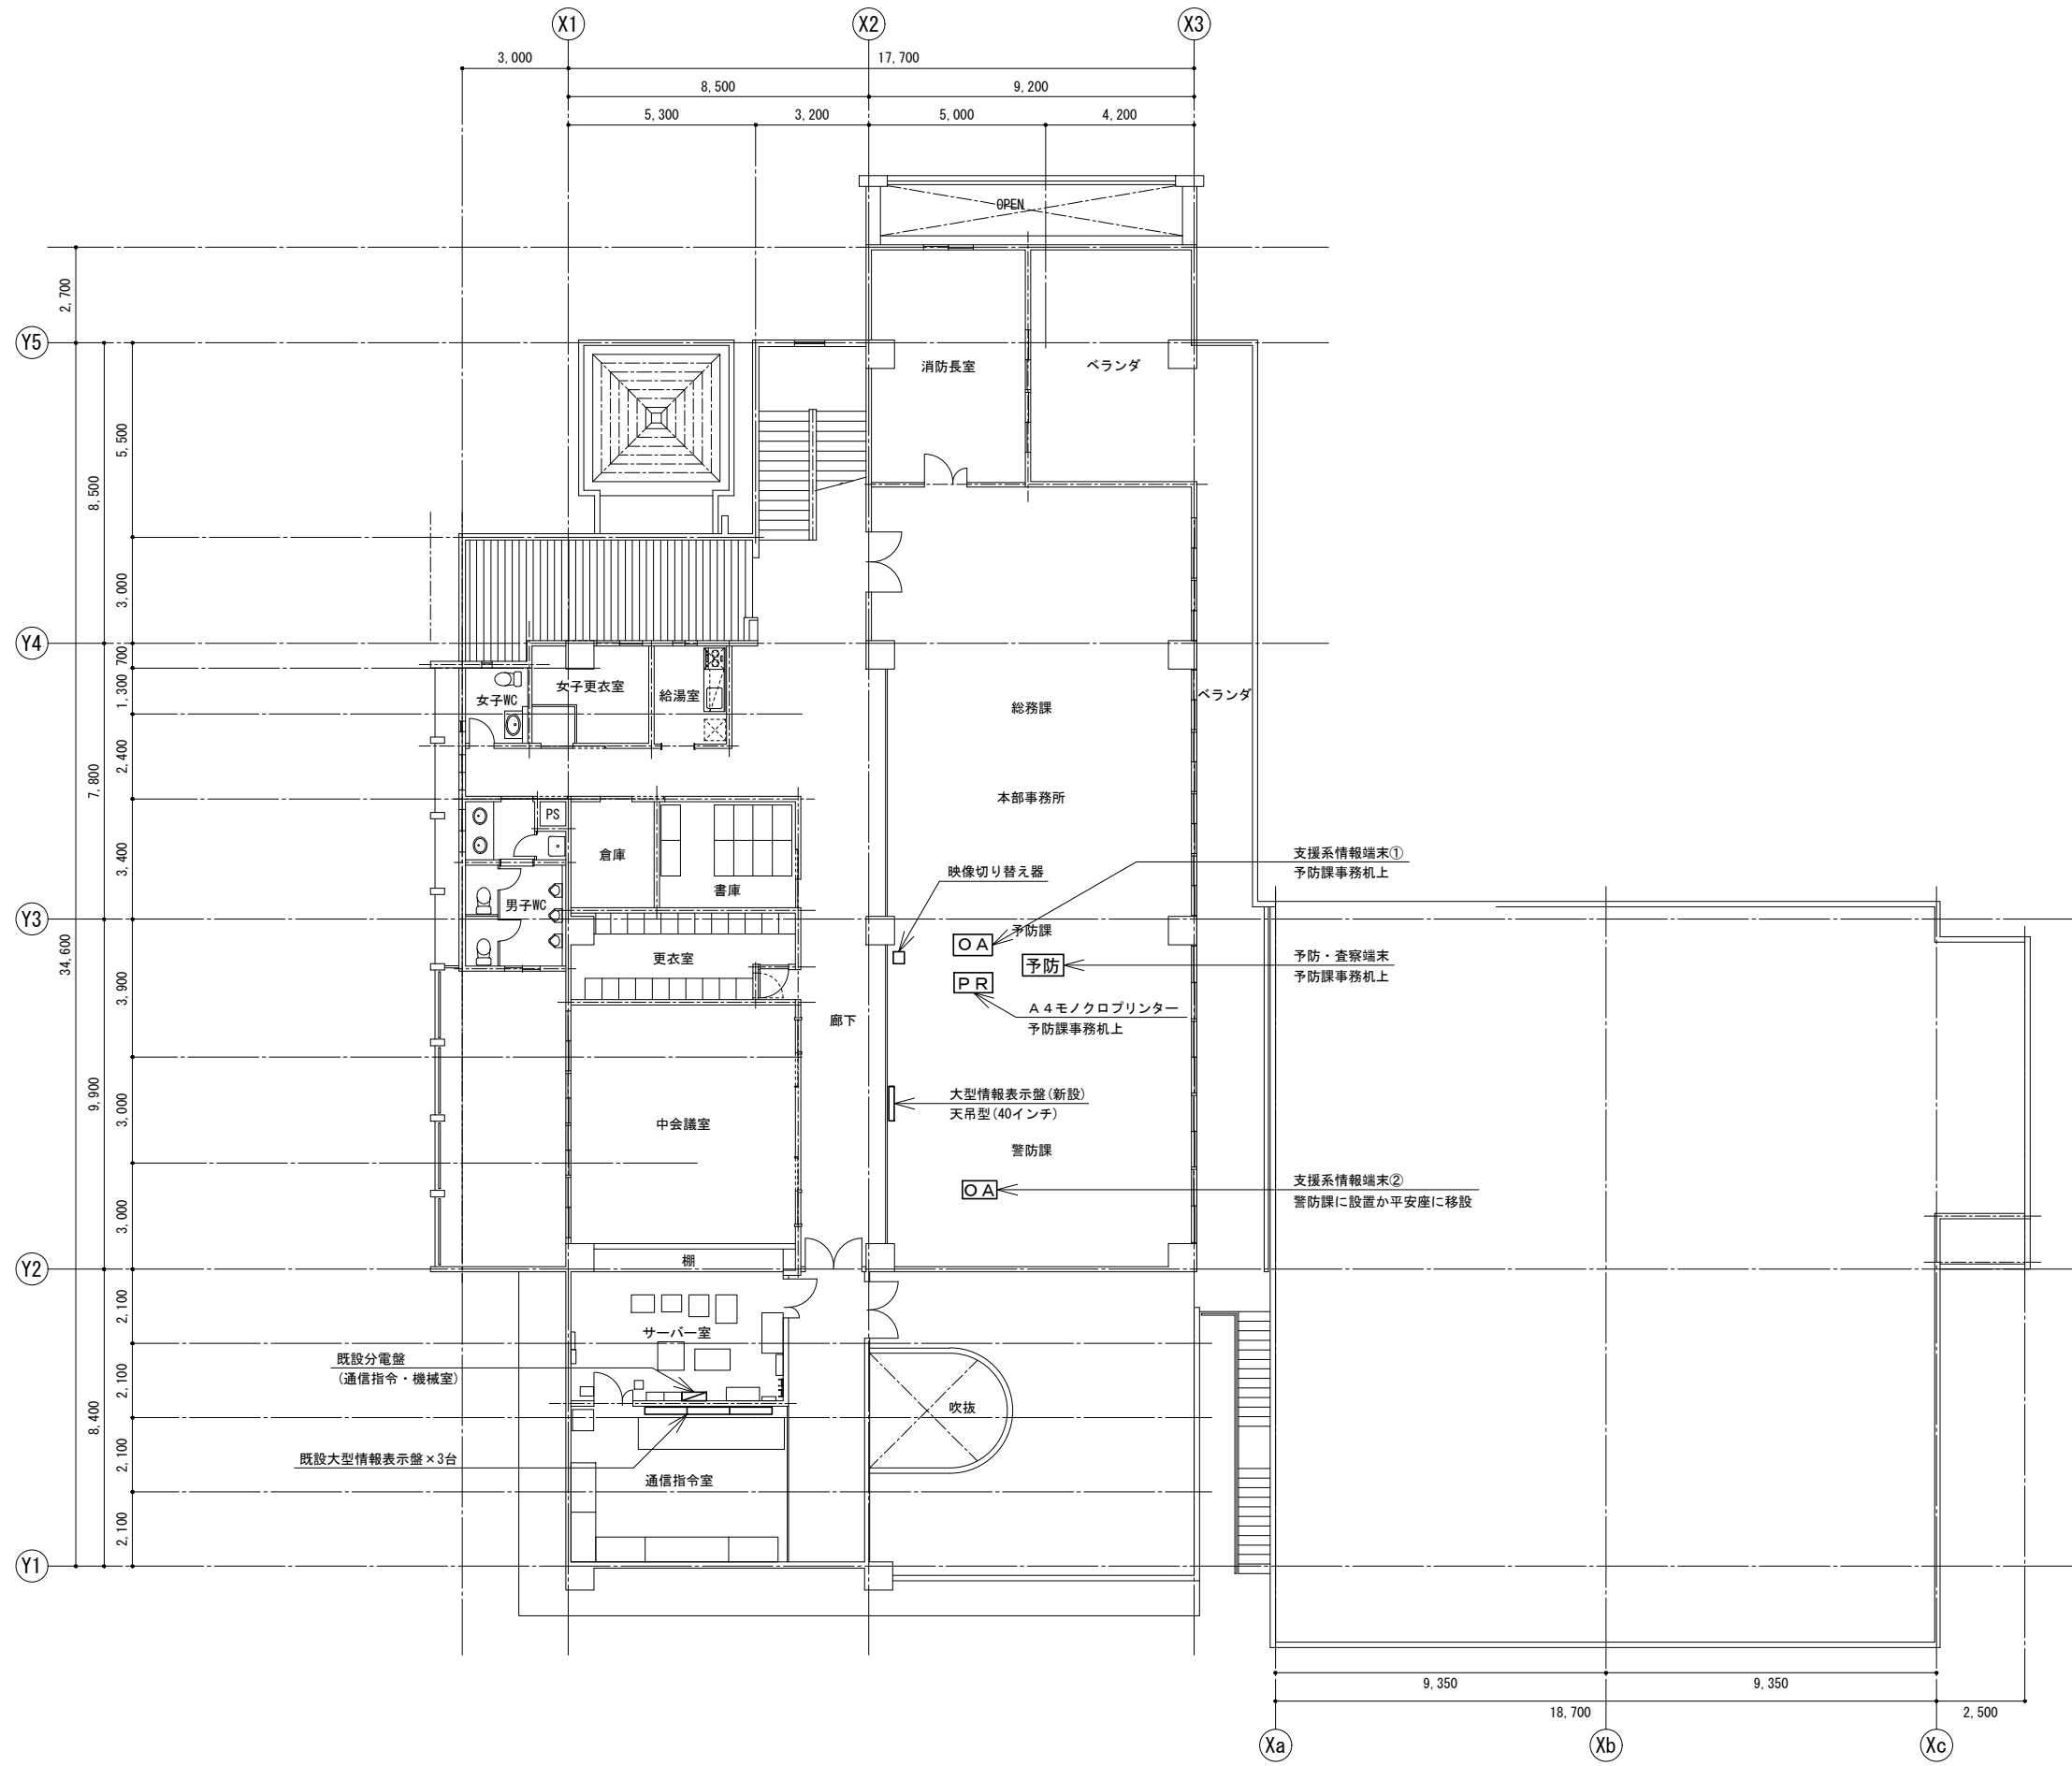 X1
X2
X3
3,000
17,700
8,500
9,200
5,300
3,200
5,000
4,200
OPEN
2,700
Y5
消防長室
ベランダ
5,500
8,500
3,000
Y4
700
1,300
女子WC
女子更衣室
給湯室
総務課
ベランダ
2,400
7,800
本部事務所
PS
3,400
倉庫
書庫
映像切り替え器
支援系情報端末①
予防課事務机上
男子WC
Y3
34,600
更衣室
予防課
OA
予防
予防・査察端末
予防課事務机上
PR
A4モノクロプリンター
予防課事務机上
3,900
廊下
9,900
3,000
中会議室
大型情報表示盤(新設)
天吊型(40インチ)
警防課
OA
支援系情報端末②
警防課に設置か平安座に移設
3,000
棚
Y2
2,100
サーバー室
既設分電盤
(通信指令・機械室)
2,100
吹抜
8,400
既設大型情報表示盤×3台
2,100
通信指令室
2,100
Y1
9,350
9,350
18,700
2,500
Xa
Xb
Xc